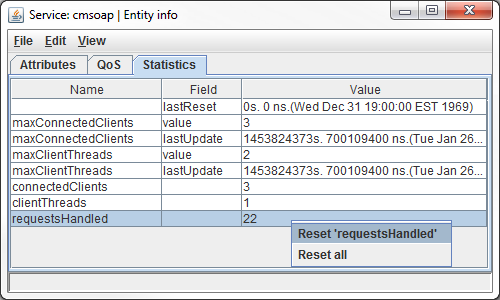 Service: cmsoap | Entity info
File Edit View
Attributes QoS Statistics
Name Field Value
lastReset 0s. 0 ns.(Wed Dec 31 19:00:00 EST 1969)
maxConnectedClients value 3
maxConnectedClients lastUpdate 1453824373s. 700109400 ns.(Tue Jan 26...
maxClientThreads value 2
maxClientThreads lastUpdate 1453824373s. 700109400 ns.(Tue Jan 26...
connectedClients 3
clientThreads 1
requestsHandled 22
Reset 'requestsHandled'
Reset all